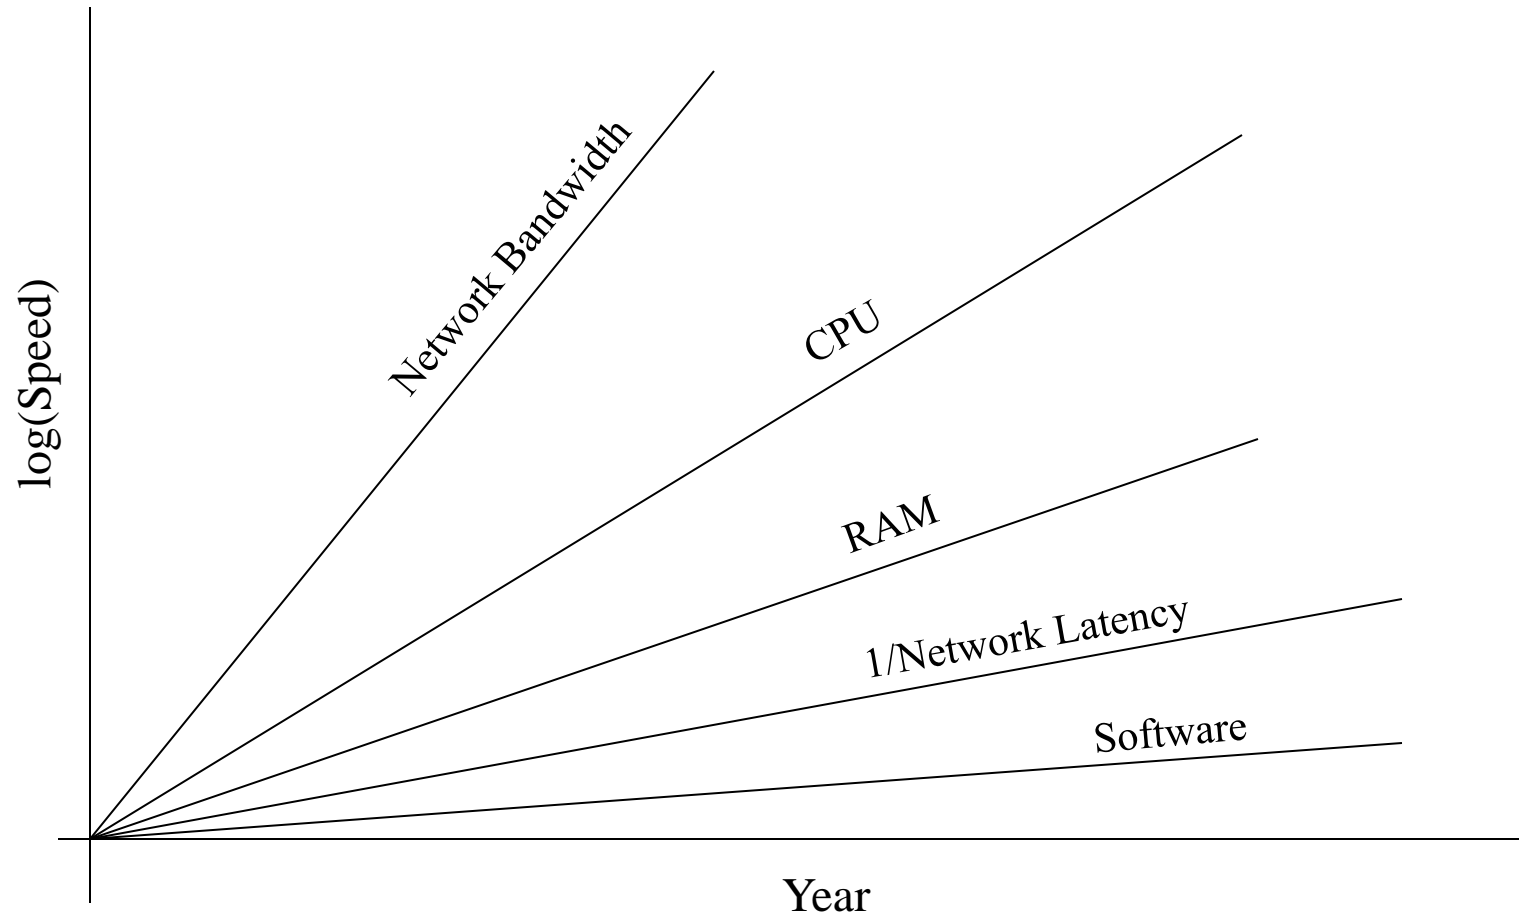 Network Bandwidth
CPU
log(Speed)
RAM
1/Network Latency
Software
Year